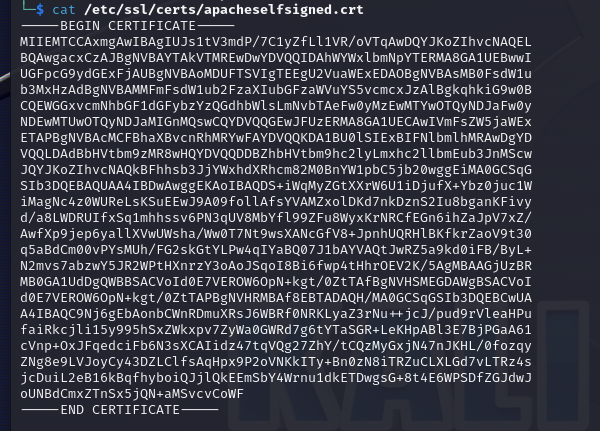 └─$ cat /etc/ssl/certs/apacheselfsigned.crt
-----BEGIN CERTIFICATE-----
MIIEMTCCAxmgAwIBAgIUJs1tV3mdP/7C1yZfLl1VR/oVTqAwDQYJKoZIhvcNAQEL
BQAwgacxCzAJBgNVBAYTAkVTMREwDwYDVQQIDAhWYWxlbmNpYTERMA8GA1UEBwwI
UGFpcG9ydGExFjAUBgNVBAoMDUFTSVIgTEEgU2VuaWExEDAOBgNVBAsMB0FsdW1u
b3MxHzAdBgNVBAMMFmFsdW1ub2FzaXIubGFzaWVuYS5vcmcxJzAlBgkqhkiG9w0B
CQEWGGxvcmNhbGF1dGFybzYzQGdhbWlsLmNvbTAeFw0yMzEwMTYwOTQyNDJaFw0y
NDEwMTUwOTQyNDJaMIGnMQswCQYDVQQGEwJFUzERMA8GA1UECAwIVmFsZW5jaWEx
ETAPBgNVBAcMCFBhaXBvcnRhMRYwFAYDVQQKDA1BU0lSIExBIFNlbmlhMRAwDgYD
VQQLDAdBbHVtbm9zMR8wHQYDVQQDDBZhbHVtbm9hc2lyLmxhc2llbmEub3JnMScw
JQYJKoZIhvcNAQkBFhhsb3JjYWxhdXRhcm82M0BnYW1pbC5jb20wggEiMA0GCSqG
SIb3DQEBAQUAA4IBDwAwggEKAoIBAQDS+iWqMyZGtXXrW6U1iDjufX+Ybz0juc1W
iMagNc4z0WUReLsKSuEEwJ9A09follAfsYVAMZxolDKd7nkDznS2Iu8bganKFivy
d/a8LWDRUIfxSq1mhhssv6PN3qUV8MbYfl99ZFu8WyxKrNRCfEGn6ihZaJpV7xZ/
AwfXp9jep6yallXVwUWsha/Ww0T7Nt9wsXANcGfV8+JpnhUQRHlBKfkrZaoV9t30
q5aBdCm00vPYsMUh/FG2skGtYLPw4qIYaBQ07J1bAYVAQtJwRZ5a9kd0iFB/ByL+
N2mvs7abzwY5JR2WPtHXnrzY3oAoJSqoI8Bi6fwp4tHhrOEV2K/5AgMBAAGjUzBR
MB0GA1UdDgQWBBSACVoId0E7VEROW6OpN+kgt/0ZtTAfBgNVHSMEGDAWgBSACVoI
d0E7VEROW6OpN+kgt/0ZtTAPBgNVHRMBAf8EBTADAQH/MA0GCSqGSIb3DQEBCwUA
A4IBAQC9Nj6gEbAonbCWnRDmuXRsJ6WBRf0NRKLyaZ3rNu++jcJ/pud9rVleaHPu
faiRkcjli15y995hSxZWkxpv7ZyWa0GWRd7g6tYTaSGR+LeKHpABl3E7BjPGaA61
cVnp+OxJFqedciFb6N3sXCAIidz47tqVQg27ZhY/tCQzMyGxjN47nJKHL/0fozqy
ZNg8e9LVJoyCy43DZLClfsAqHpx9P2oVNKkITy+Bn0zN8iTRZuCLXLGd7vLTRz4s
jcDuiL2eB16kBqfhyboiQJjlQkEEmSbY4Wrnu1dkETDwgsG+8t4E6WPSDfZGJdwJ
oUNBdCmxZTnSx5jQN+aMSvcvCoWF
-----END CERTIFICATE-----